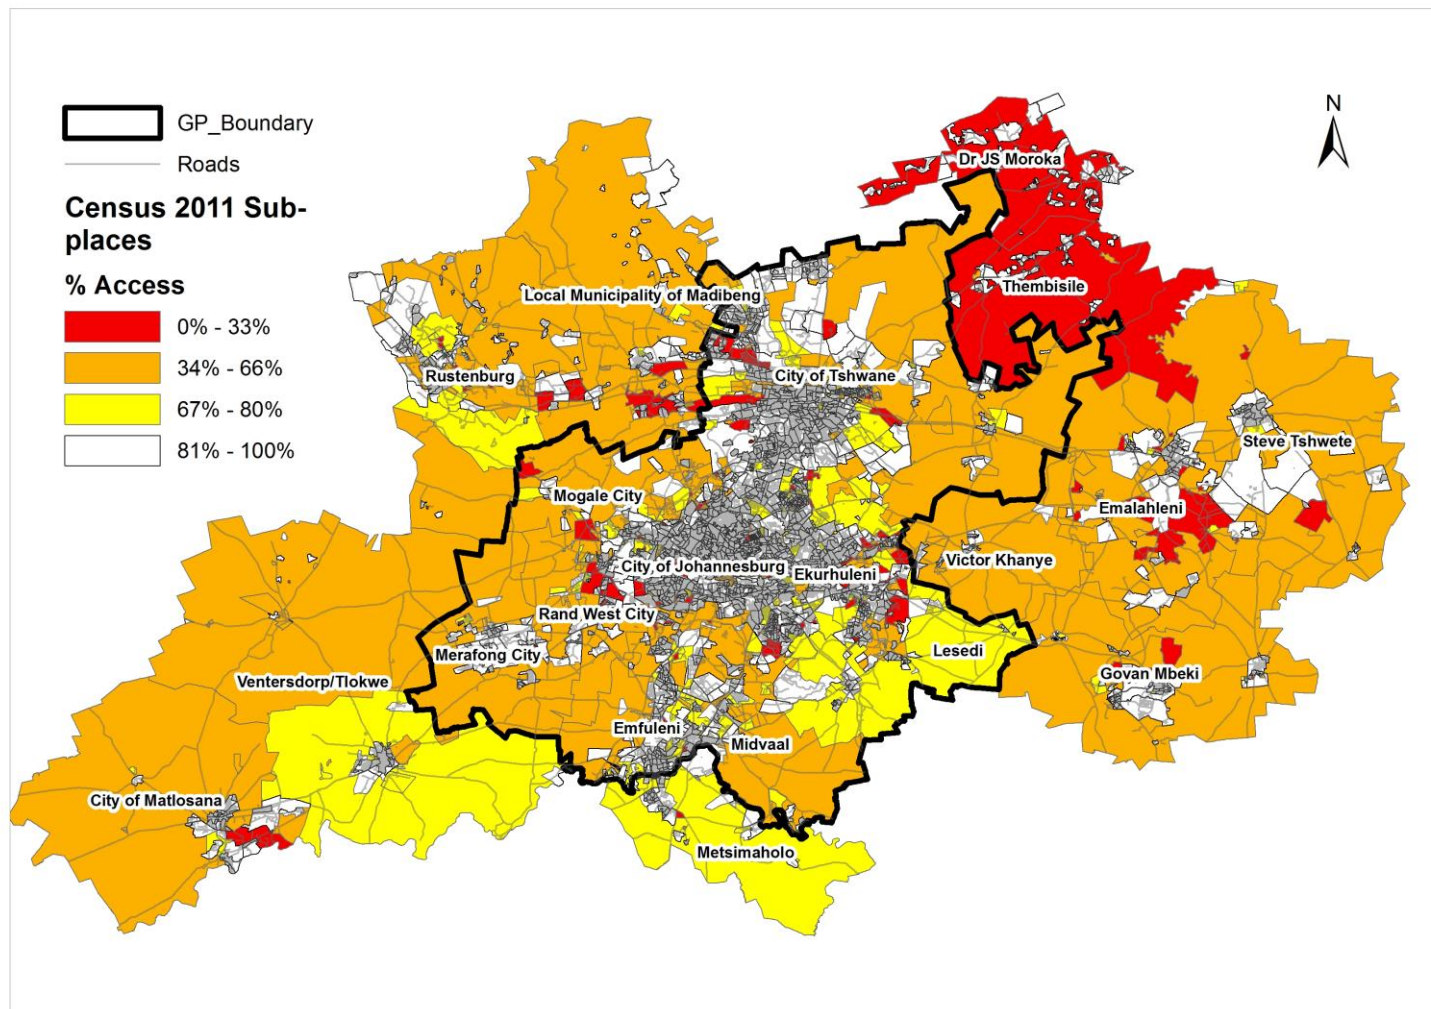 GP_Boundary
Roads
Census 2011 Sub-
places
% Access
0% - 33%
34% - 66%
67% - 80%
81% - 100%
N
Dr JS Moroka
Thembisile
Local Municipality of Madibeng
Rustenburg
City of Tshwane
Steve Tshwete
Mogale City
Emalahleni
Victor Khanye
City of Johannesburg
Ekurhuleni
Rand West City
Merafong City
Lesedi
Govan Mbeki
Ventersdorp/Tlokwe
Emfuleni
Midvaal
City of Matlosana
Metsimaholo